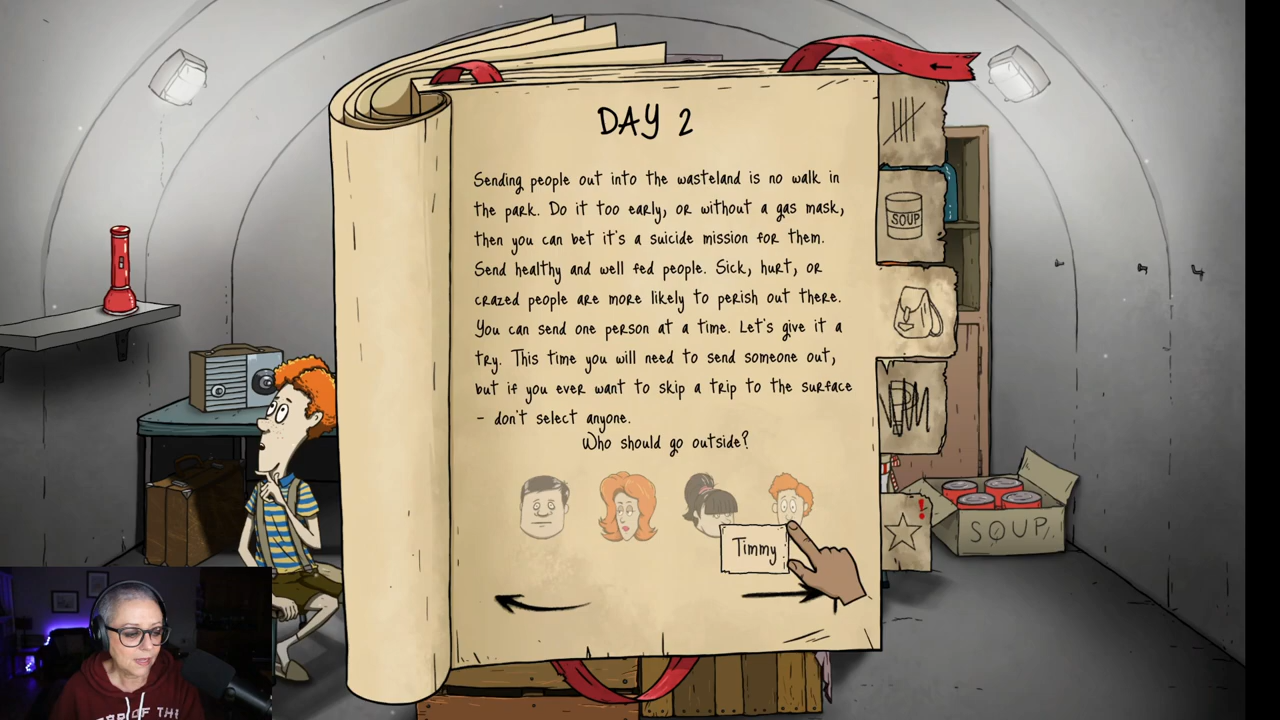 DAY 2
Sending people out into the wasteland is no walk in
the park. Do it too early, or without a gas mask,
then you can bet it's a suicide mission for them.
Send healthy and well fed people. Sick, hurt, or
crazed people are more likely to perish out there.
You can send one person at a time. Let's give it a
try. This time you will need to send someone out,
but if you ever want to skip a trip to the surface
- don't select anyone.
Who should go outside?
Timmy
SOUP
SOUP
OF THE